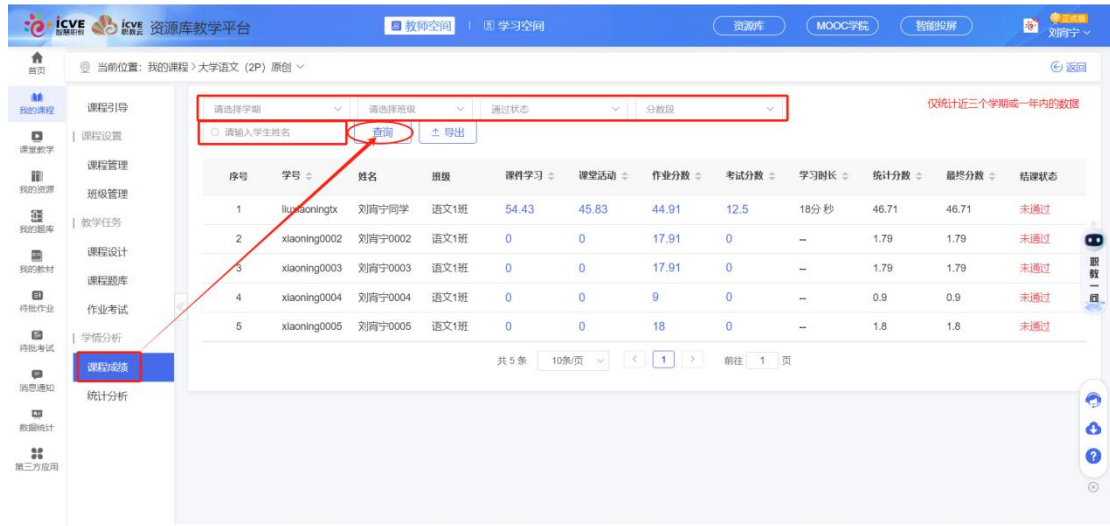 icve 智慧职教 icve 职教云 资源库教学平台 教师空间 学习空间 资源库 MOOC学院 智能投屏 正式版 刘宵宁
首页
当前位置：我的课程>大学语文（2P）原创
返回
我的课程
课堂教学
我的资源
我的题库
我的教材
待批作业
待批考试
消息通知
数据统计
第三方应用
课程引导
课程设置
课程管理
班级管理
教学任务
课程设计
课程题库
作业考试
学情分析
课程成绩
统计分析
请选择学期 请选择班级 通过状态 分数段
仅统计近三个学期或一年内的数据
请输入学生姓名 查询 导出
序号 学号 姓名 班级 课件学习 课堂活动 作业分数 考试分数 学习时长 统计分数 最终分数 结课状态
1 liuxiaoningtx 刘宵宁同学 语文1班 54.43 45.83 44.91 12.5 18分 秒 46.71 46.71 未通过
2 xiaoning0002 刘宵宁0002 语文1班 0 0 17.91 0 -- 1.79 1.79 未通过
3 xiaoning0003 刘宵宁0003 语文1班 0 0 17.91 0 -- 1.79 1.79 未通过
4 xiaoning0004 刘宵宁0004 语文1班 0 0 9 0 -- 0.9 0.9 未通过
5 xiaoning0005 刘宵宁0005 语文1班 0 0 18 0 -- 1.8 1.8 未通过
共 5 条 10条/页 < 1 > 前往 1 页
职教一问